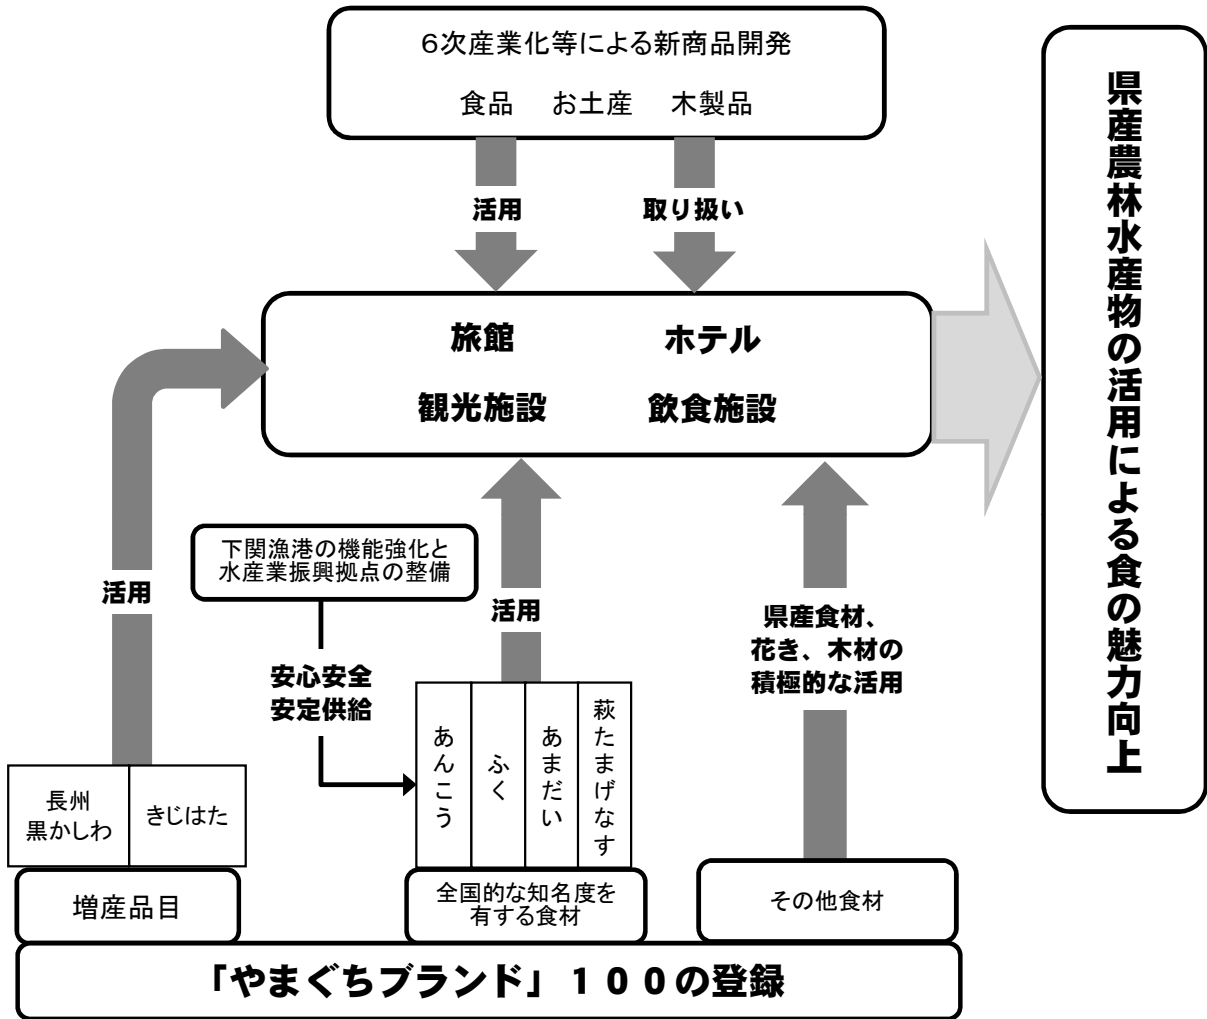 6次産業化等による新商品開発
食品 お土産 木製品
活用
取り扱い
旅館 ホテル
観光施設 飲食施設
県産農林水産物の活用による食の魅力向上
下関漁港の機能強化と
水産業振興拠点の整備
活用
活用
県産食材、
花き、木材の
積極的な活用
安心安全
安定供給
あんこう
ふく
あまだい
萩たまげなす
長州
黒かしわ
きじはた
増産品目
全国的な知名度を
有する食材
その他食材
「やまぐちブランド」100の登録